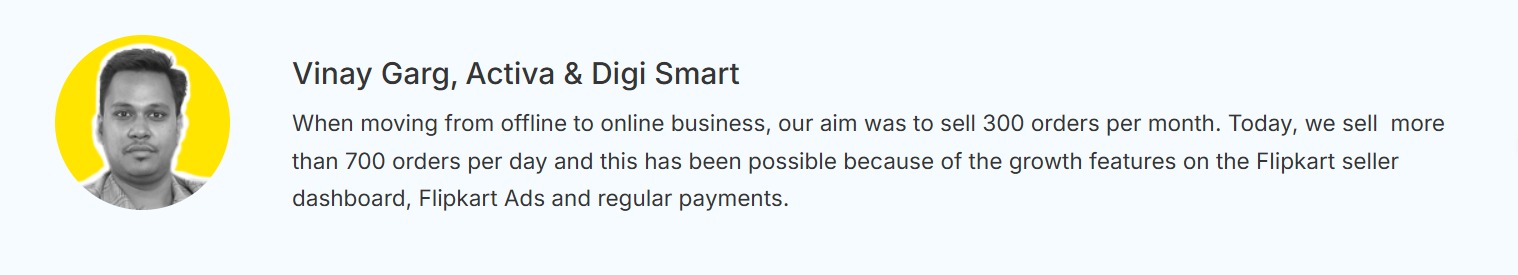 Vinay Garg, Activa & Digi Smart
When moving from offline to online business, our aim was to sell 300 orders per month. Today, we sell  more
than 700 orders per day and this has been possible because of the growth features on the Flipkart seller
dashboard, Flipkart Ads and regular payments.